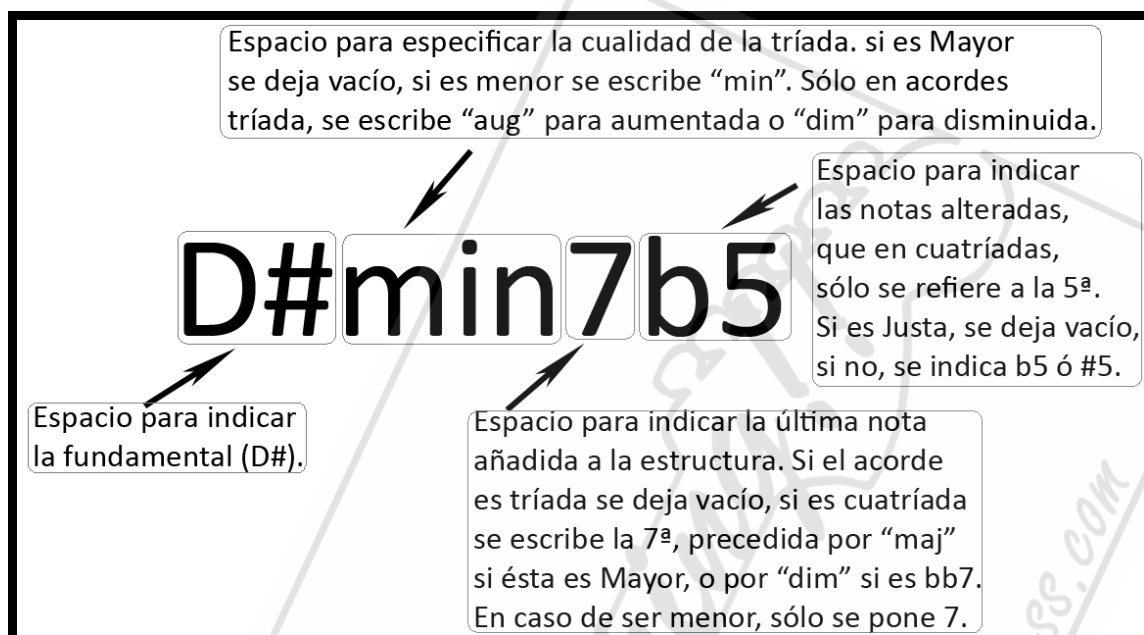 Espacio para especificar la cualidad de la tríada. si es Mayor
se deja vacío, si es menor se escribe “min”. Sólo en acordes
tríada, se escribe “aug” para aumentada o “dim” para disminuida.
Espacio para indicar
las notas alteradas,
que en cuatríadas,
sólo se refiere a la 5ª.
Si es Justa, se deja vacío,
si no, se indica b5 ó #5.
D#min7b5
Espacio para indicar
la fundamental (D#).
Espacio para indicar la última nota
añadida a la estructura. Si el acorde
es tríada se deja vacío, si es cuatríada
se escribe la 7ª, precedida por “maj”
si ésta es Mayor, o por “dim” si es bb7.
En caso de ser menor, sólo se pone 7.